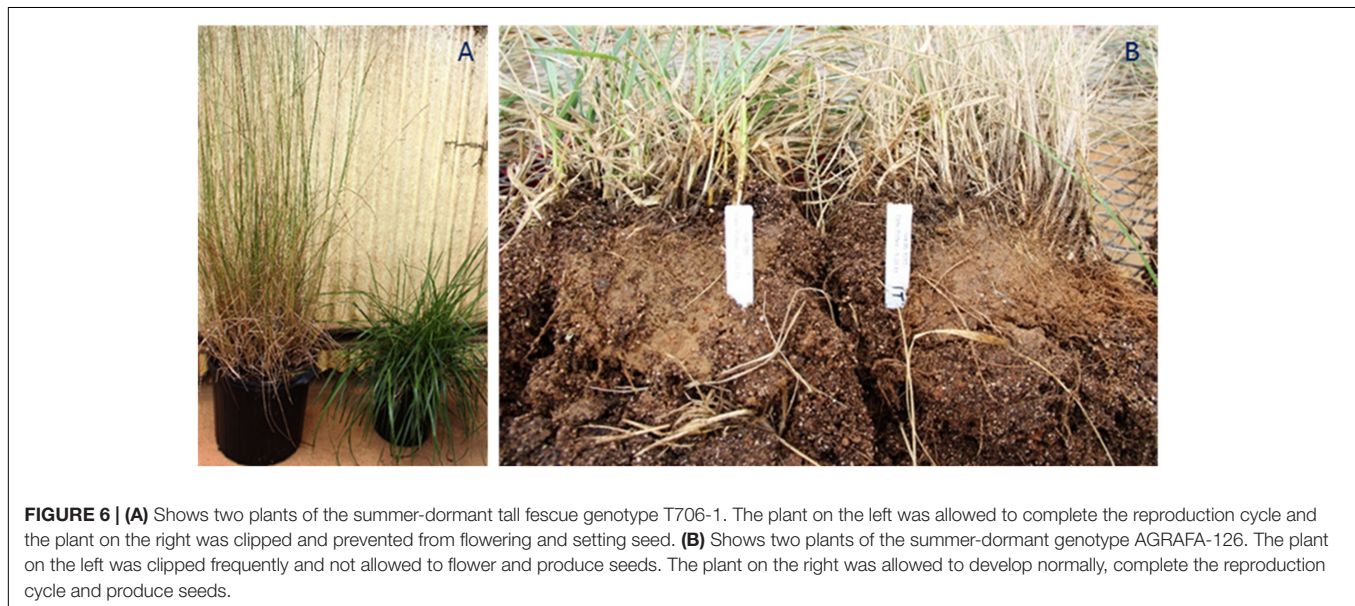 A
B
FIGURE 6 | (A) Shows two plants of the summer-dormant tall fescue genotype T706-1. The plant on the left was allowed to complete the reproduction cycle and
the plant on the right was clipped and prevented from flowering and setting seed. (B) Shows two plants of the summer-dormant genotype AGRAFA-126. The plant
on the left was clipped frequently and not allowed to flower and produce seeds. The plant on the right was allowed to develop normally, complete the reproduction
cycle and produce seeds.